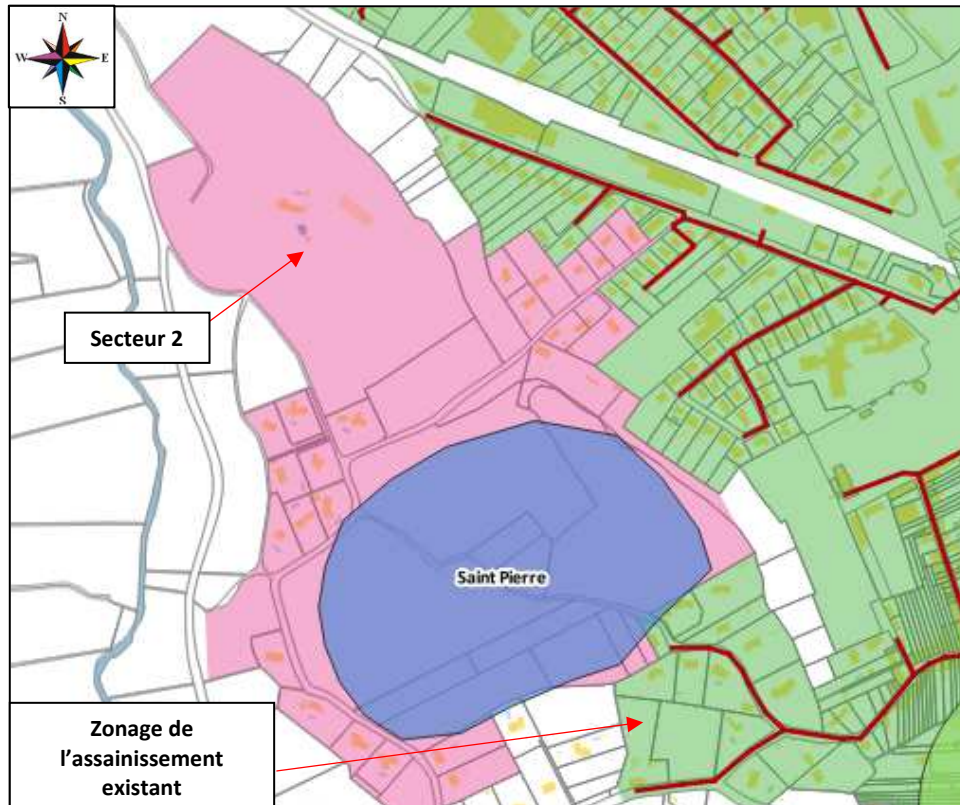 N
W E
S
Secteur 2
Saint Pierre
Zonage de
l'assainissement
existant